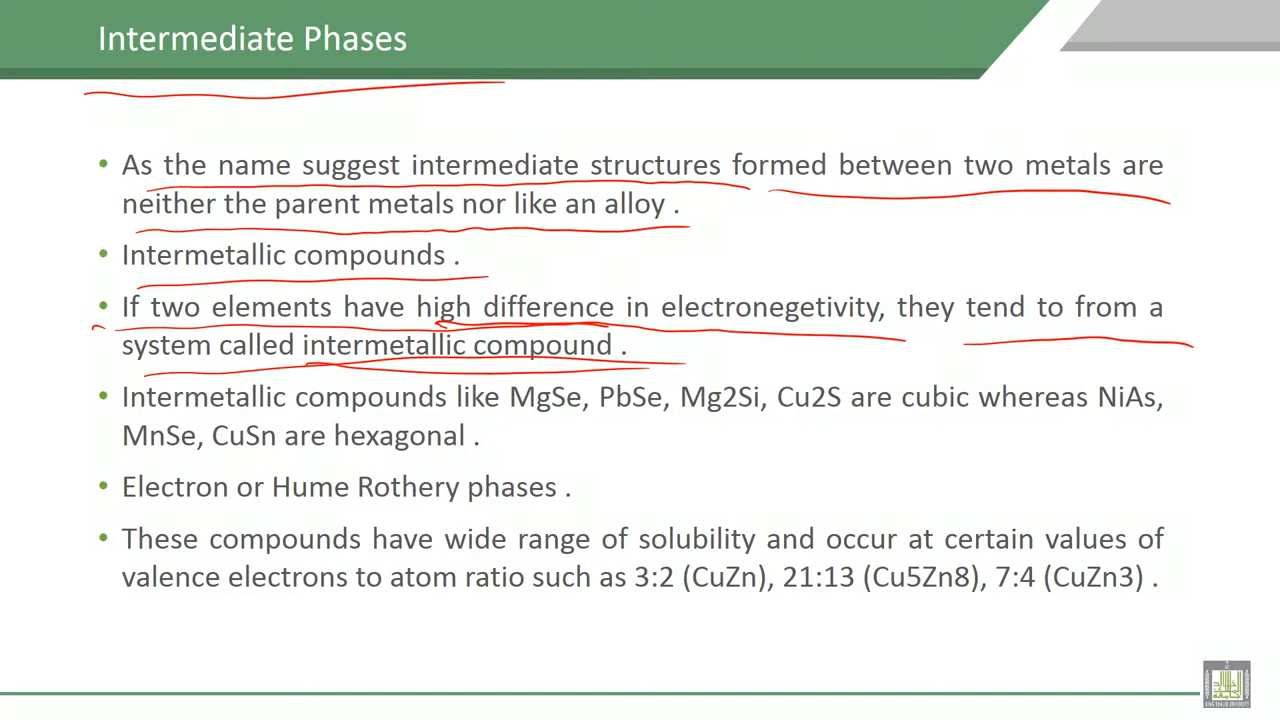 Intermediate Phases
• As the name suggest intermediate structures formed between two metals are
neither the parent metals nor like an alloy .
• Intermetallic compounds .
• If two elements have high difference in electronegetivity, they tend to from a
system called intermetallic compound .
• Intermetallic compounds like MgSe, PbSe, Mg2Si, Cu2S are cubic whereas NiAs,
MnSe, CuSn are hexagonal .
• Electron or Hume Rothery phases .
• These compounds have wide range of solubility and occur at certain values of
valence electrons to atom ratio such as 3:2 (CuZn), 21:13 (Cu5Zn8), 7:4 (CuZn3) .
KING KHALID UNIVERSITY